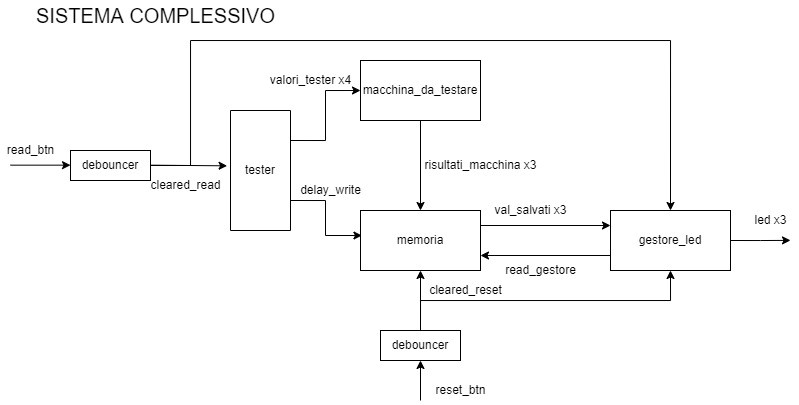 SISTEMA COMPLESSIVO
valori_tester x4
macchina_da_testare
read_btn
debouncer
cleared_read
tester
risultati_macchina x3
delay_write
val_salvati x3
led x3
memoria
gestore_led
read_gestore
cleared_reset
debouncer
reset_btn